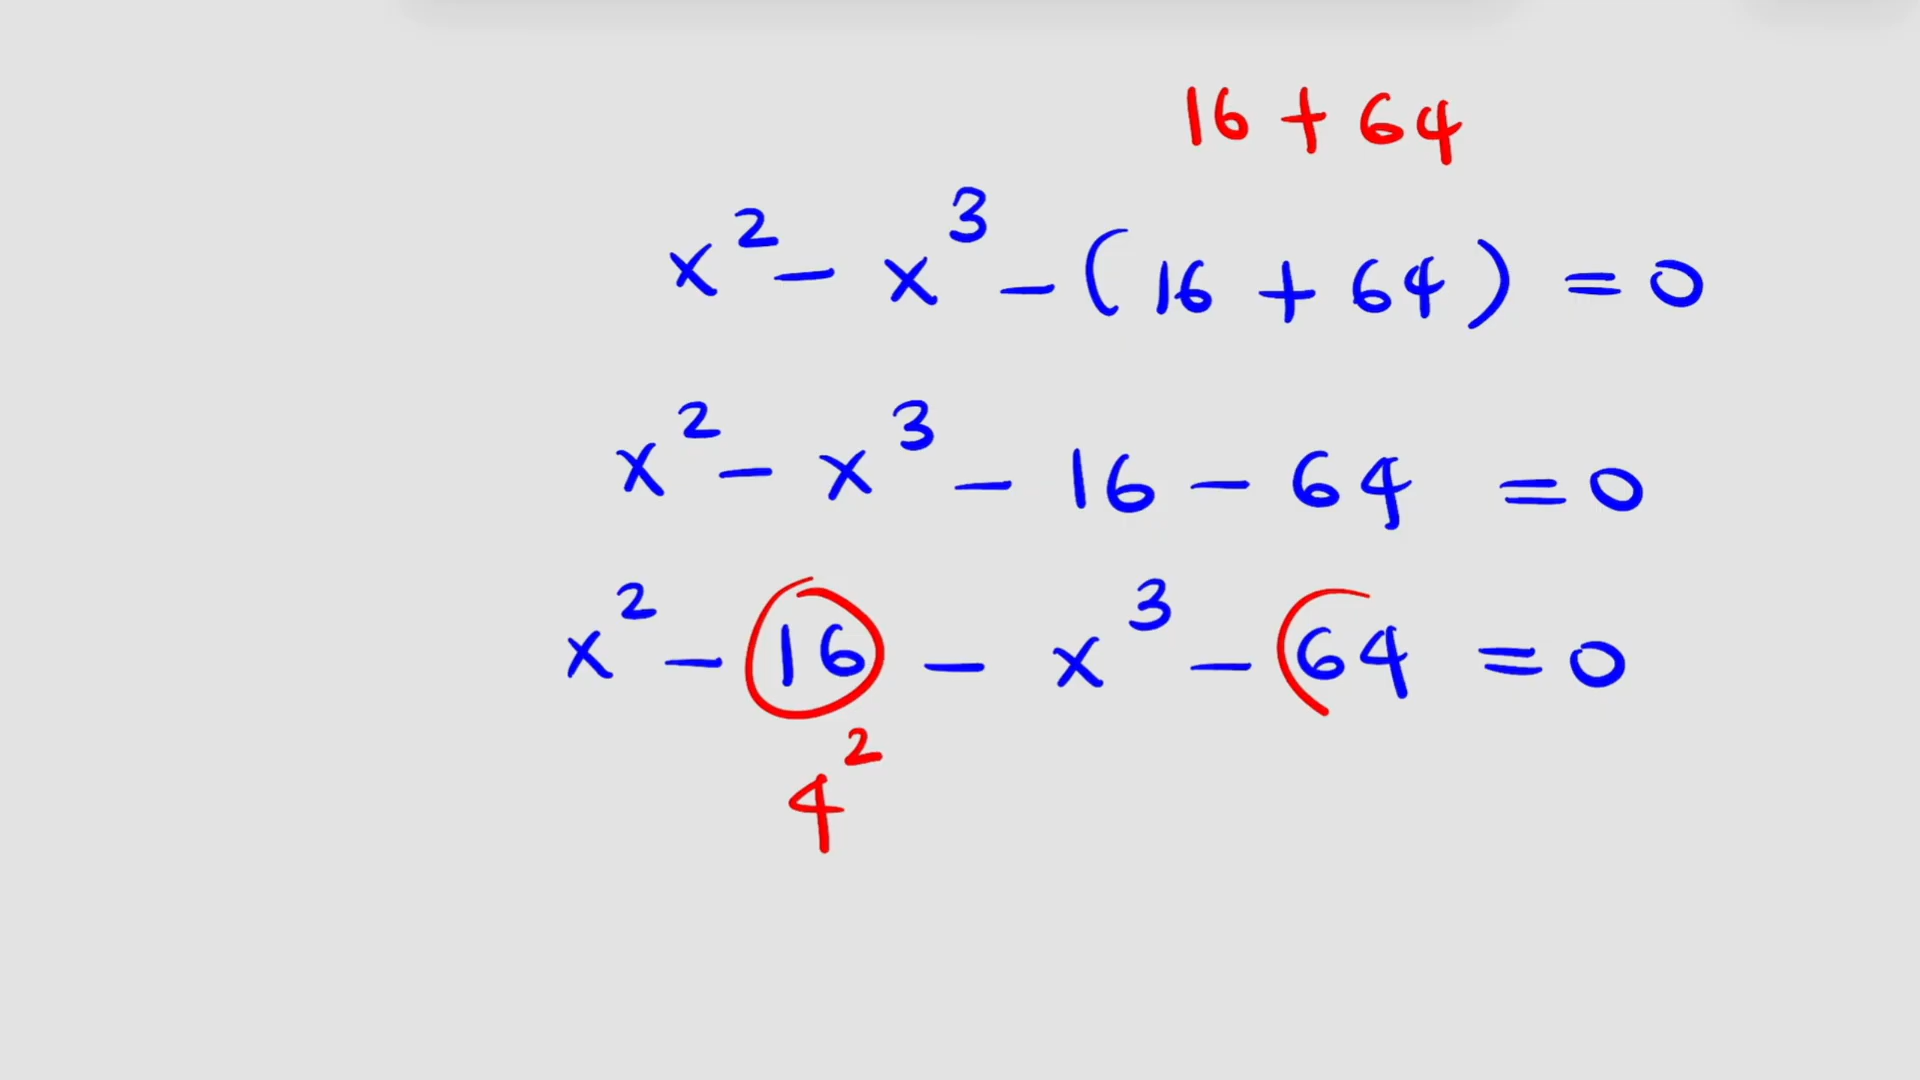 16 + 64
x² - x³ - (16 + 64) = 0
x² - x³ - 16 - 64 = 0
x² - 16 - x³ - 64 = 0
4²